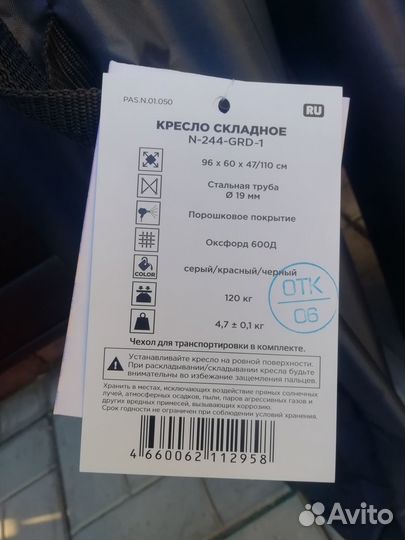 PAS.N.01.050
RU
КРЕСЛО СКЛАДНОЕ
N-244-GRD-1
96 x 60 x 47/110 см
Стальная труба
Ø 19 мм
Порошковое покрытие
Оксфорд 600Д
COLOR
серый/красный/черный
120 кг
ОТК
06
4,7 ± 0,1 кг
Чехол для транспортировки в комплекте.
Устанавливайте кресло на ровной поверхности.
При раскладывании/складывании кресла будьте
внимательны во избежание защемления пальцев.
Хранить в местах, исключающих воздействие прямых солнечных
лучей, атмосферных осадков, пыли, паров агрессивных газов и
других вредных примесей, вызывающих коррозию.
Срок годности не ограничен при соблюдении условий хранения.
4 660062 112958
Avito